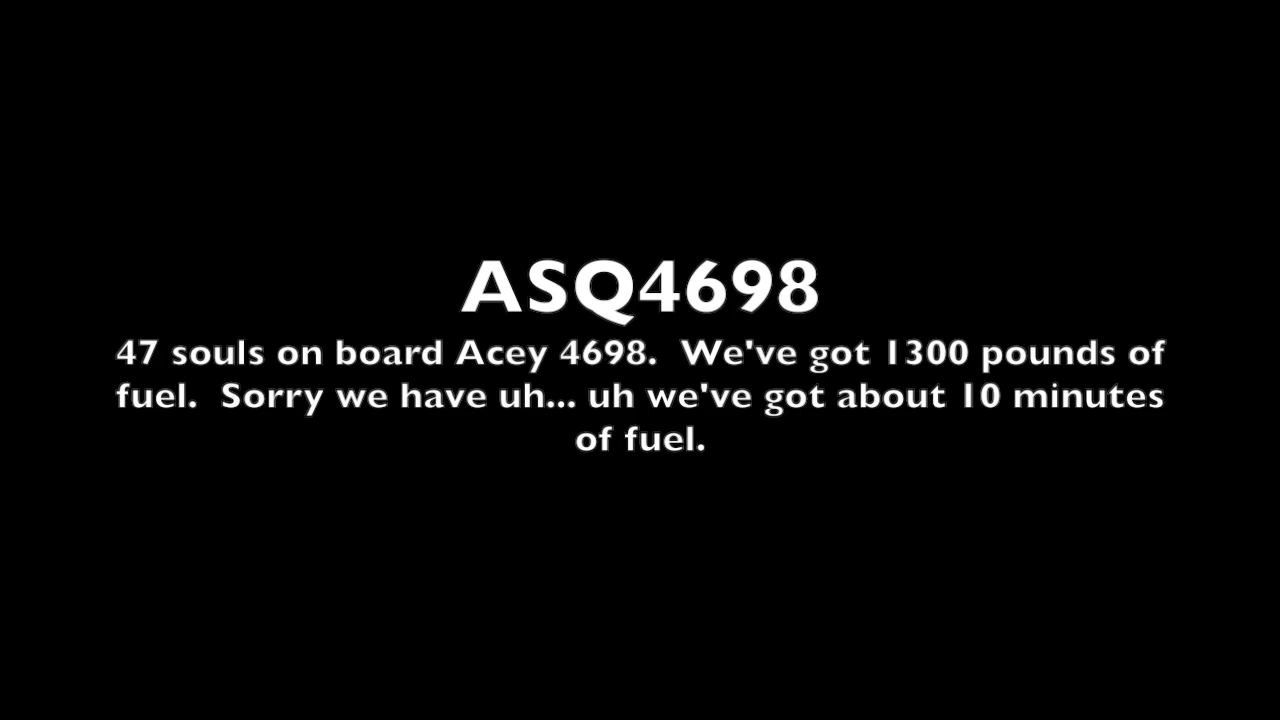 ASQ4698
47 souls on board Acey 4698.  We've got 1300 pounds of
fuel.  Sorry we have uh... uh we've got about 10 minutes
of fuel.